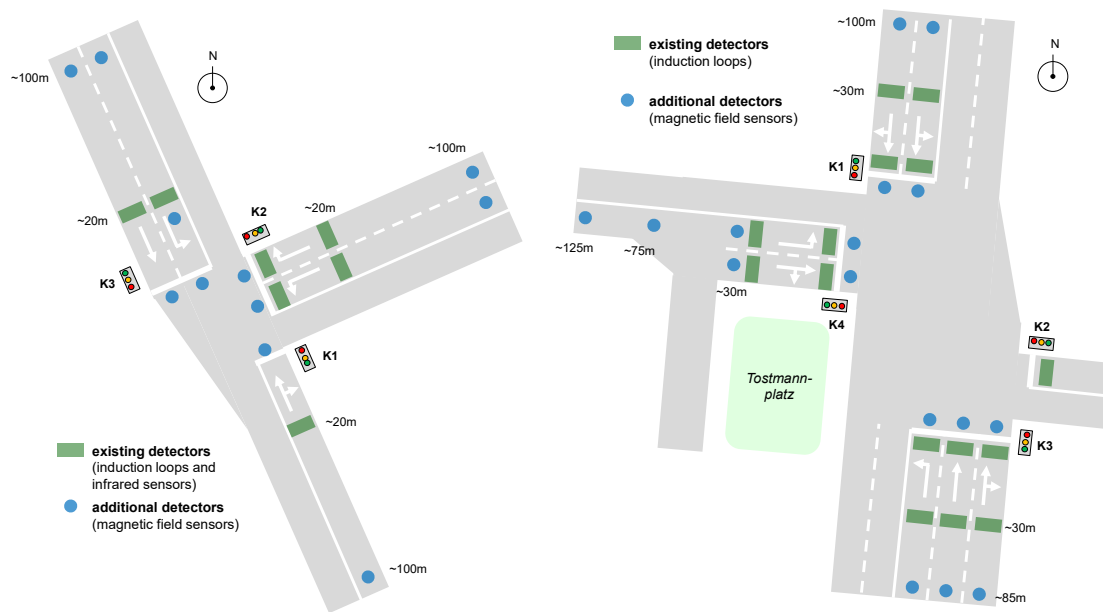 ~100m
N
~100m
K2
~20m
~20m
K3
K1
~20m
existing detectors
(induction loops and
infrared sensors)
additional detectors
(magnetic field sensors)
~100m
existing detectors
(induction loops)
additional detectors
(magnetic field sensors)
~100m
N
~30m
K1
~125m
~75m
~30m
K4
K2
Tostmann-
platz
K3
~30m
~85m